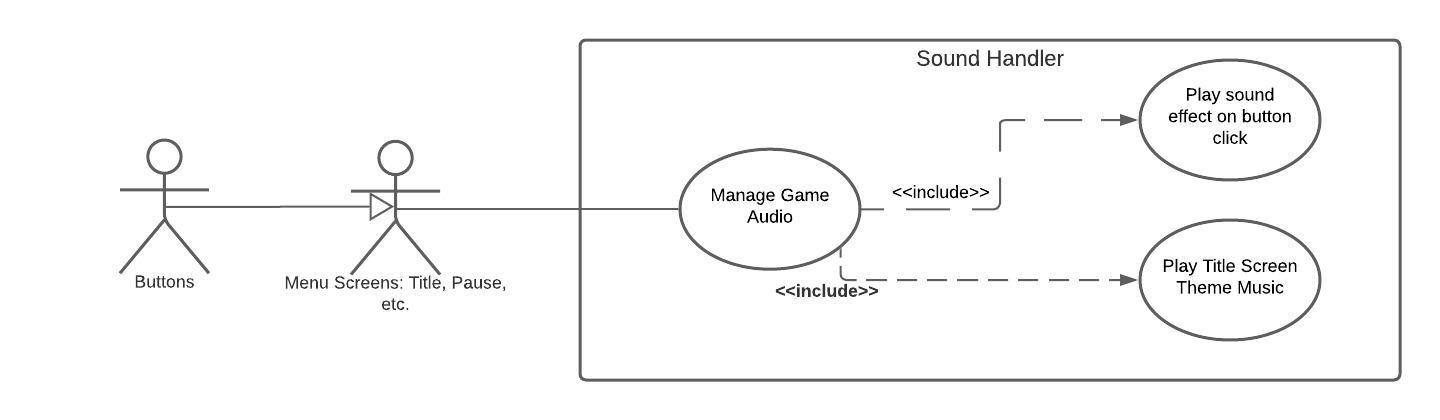 Sound Handler
Play sound
effect on button
click
Manage Game
Audio
<<include>>
Play Title Screen
Theme Music
<<include>>
Buttons
Menu Screens: Title, Pause,
etc.